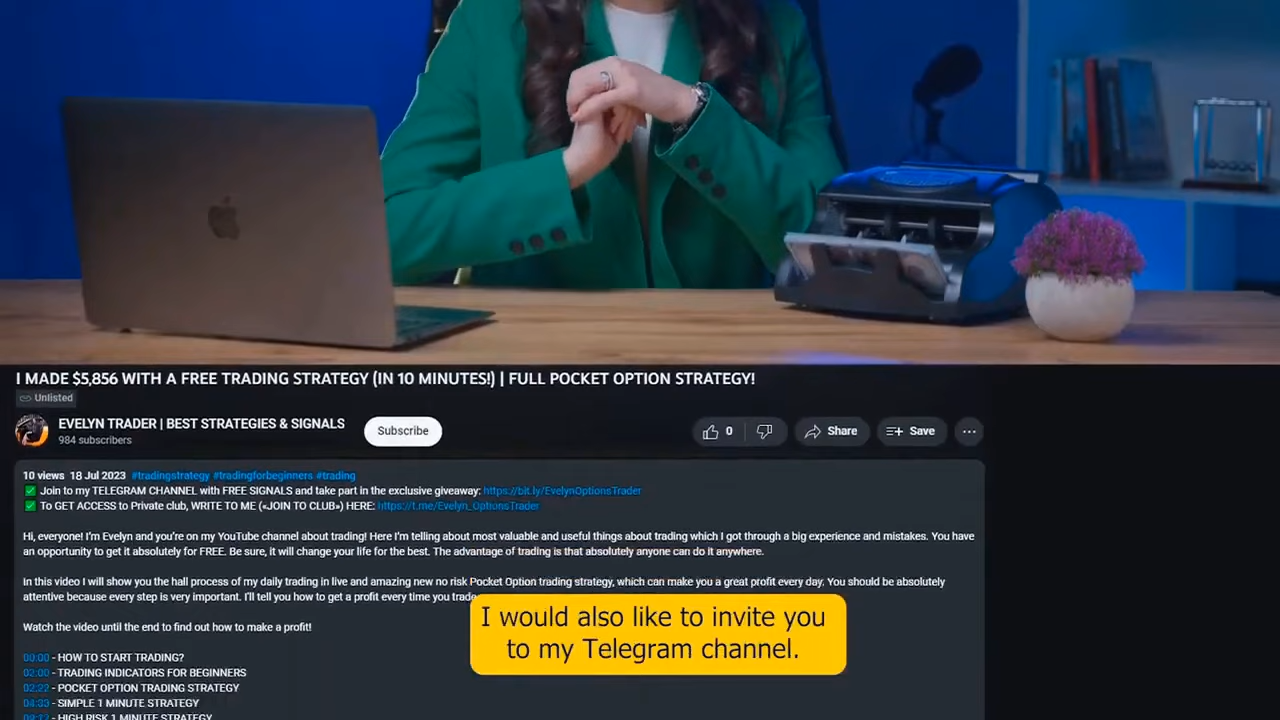 I MADE $5,856 WITH A FREE TRADING STRATEGY (IN 10 MINUTES!) | FULL POCKET OPTION STRATEGY!
Unlisted
EVELYN TRADER | BEST STRATEGIES & SIGNALS
984 subscribers
Subscribe
0
Share
Save
10 views 18 Jul 2023 #tradingstrategy #tradingforbeginners #trading
Join to my TELEGRAM CHANNEL with FREE SIGNALS and take part in the exclusive giveaway: https://bit.ly/EvelynOptionsTrader
To GET ACCESS to Private club, WRITE TO ME («JOIN TO CLUB») HERE: https://t.me/Evelyn_OptionsTrader
Hi, everyone! I'm Evelyn and you're on my YouTube channel about trading! Here I'm telling about most valuable and useful things about trading which I got through a big experience and mistakes. You have
an opportunity to get it absolutely for FREE. Be sure, it will change your life for the best. The advantage of trading is that absolutely anyone can do it anywhere.
In this video I will show you the hall process of my daily trading in live and amazing new no risk Pocket Option trading strategy, which can make you a great profit every day. You should be absolutely
attentive because every step is very important. I'll tell you how to get a profit every time you trade
Watch the video until the end to find out how to make a profit!
I would also like to invite you
to my Telegram channel.
00:00 - HOW TO START TRADING?
02:00 - TRADING INDICATORS FOR BEGINNERS
02:22 - POCKET OPTION TRADING STRATEGY
04:33 - SIMPLE 1 MINUTE STRATEGY
09:12 - HIGH RISK 1 MINUTE STRATEGY